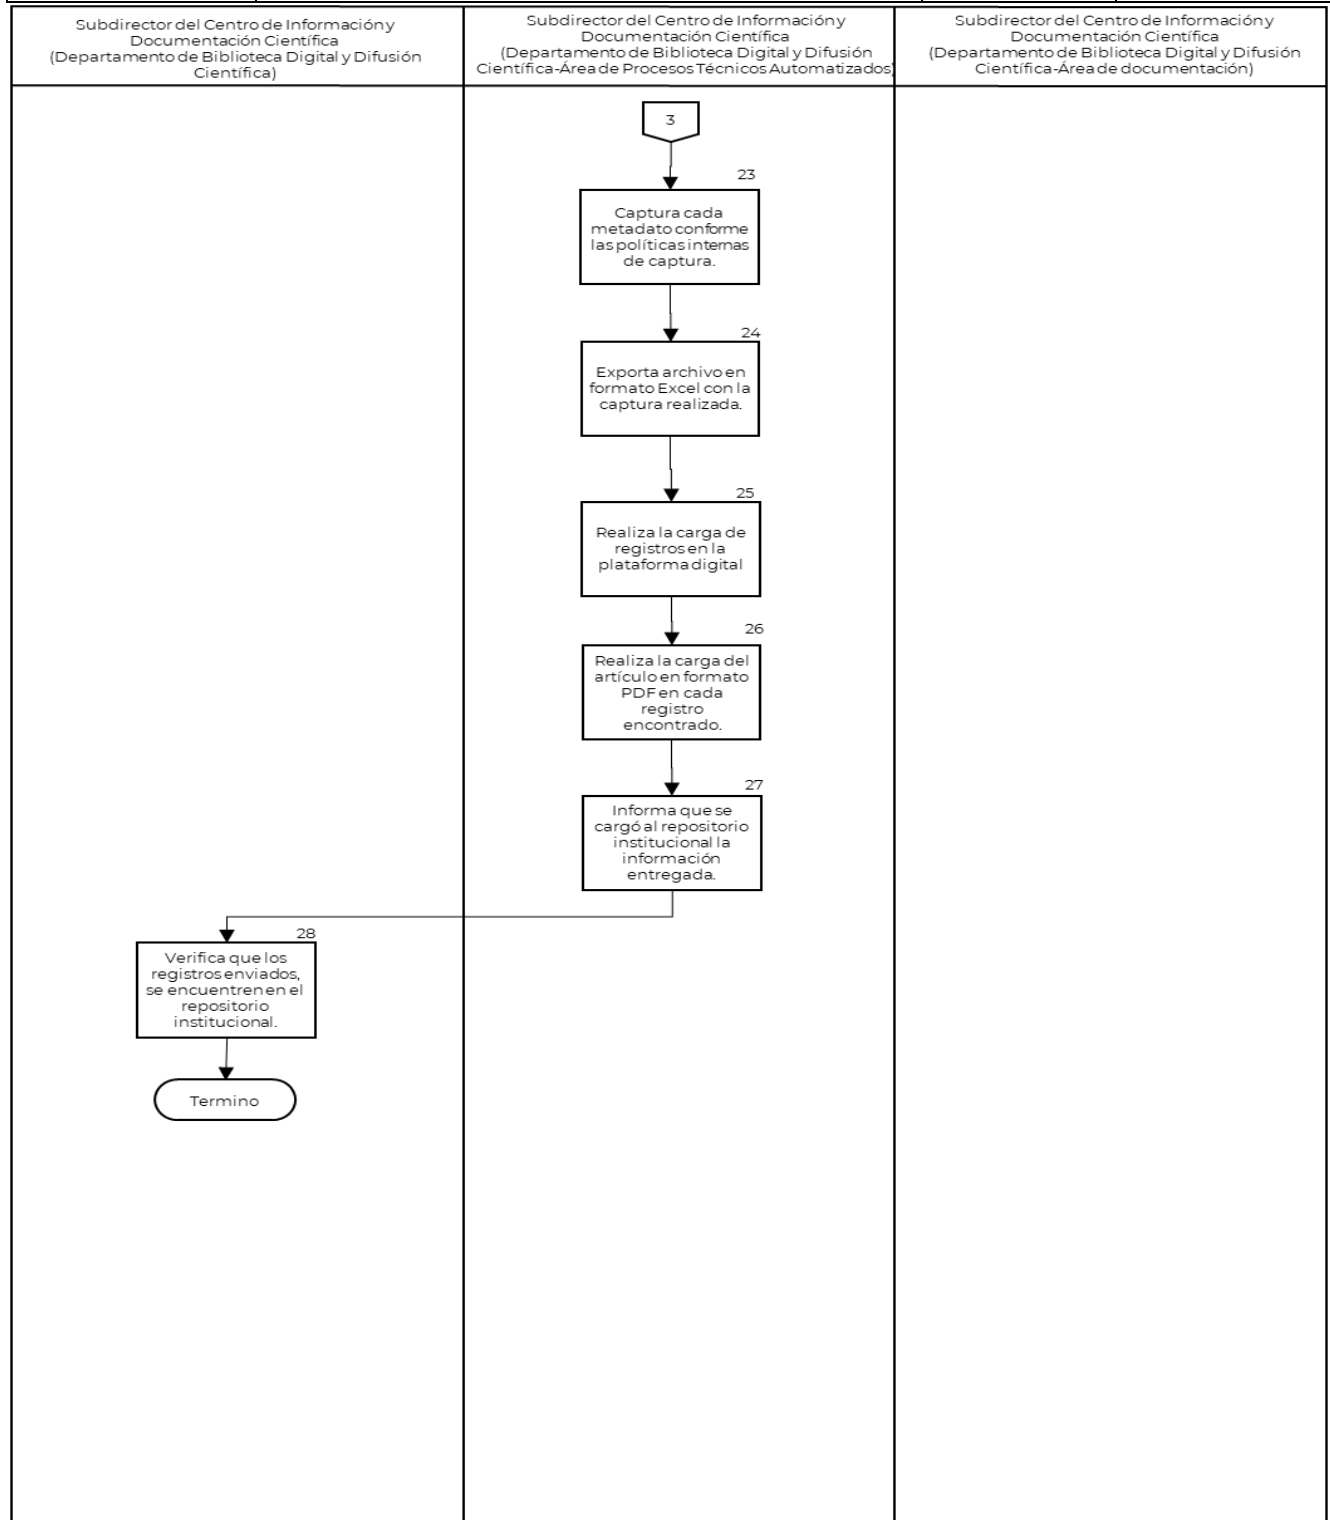 Subdirector del Centro de Información y
Documentación Científica
(Departamento de Biblioteca Digital y Difusión
Científica)
Subdirector del Centro de Información y
Documentación Científica
(Departamento de Biblioteca Digital y Difusión
Científica-Área de Procesos Técnicos Automatizados)
Subdirector del Centro de Información y
Documentación Científica
(Departamento de Biblioteca Digital y Difusión
Científica-Área de documentación)
3
23
Captura cada
metadato conforme
las políticas internas
de captura.
24
Exporta archivo en
formato Excel con la
captura realizada.
25
Realiza la carga de
registros en la
plataforma digital
26
Realiza la carga del
artículo en formato
PDF en cada
registro
encontrado.
27
Informa que se
cargó al repositorio
institucional la
información
entregada.
28
Verifica que los
registros enviados,
se encuentren en el
repositorio
institucional.
Termino